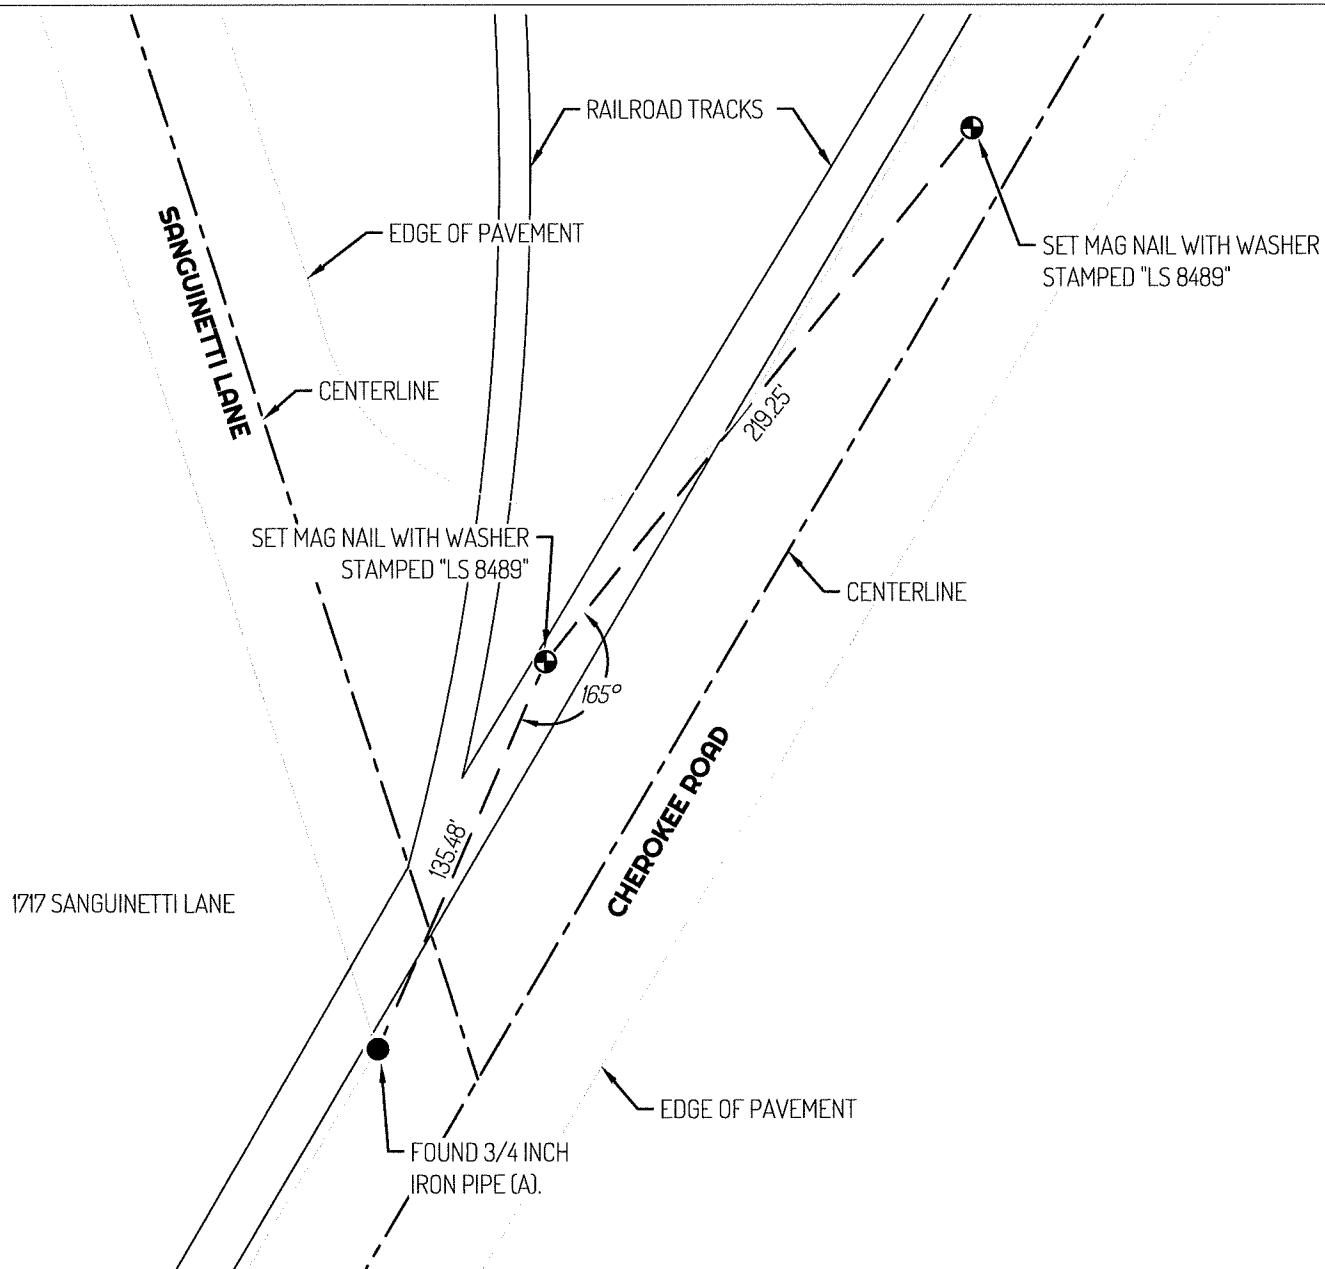 RAILROAD TRACKS
SANGUINETTI LANE
EDGE OF PAVEMENT
SET MAG NAIL WITH WASHER
STAMPED "LS 8489"
CENTERLINE
219.25'
SET MAG NAIL WITH WASHER
STAMPED "LS 8489"
CENTERLINE
165°
CHEROKEE ROAD
135.48'
1717 SANGUINETTI LANE
EDGE OF PAVEMENT
FOUND 3/4 INCH
IRON PIPE (A).